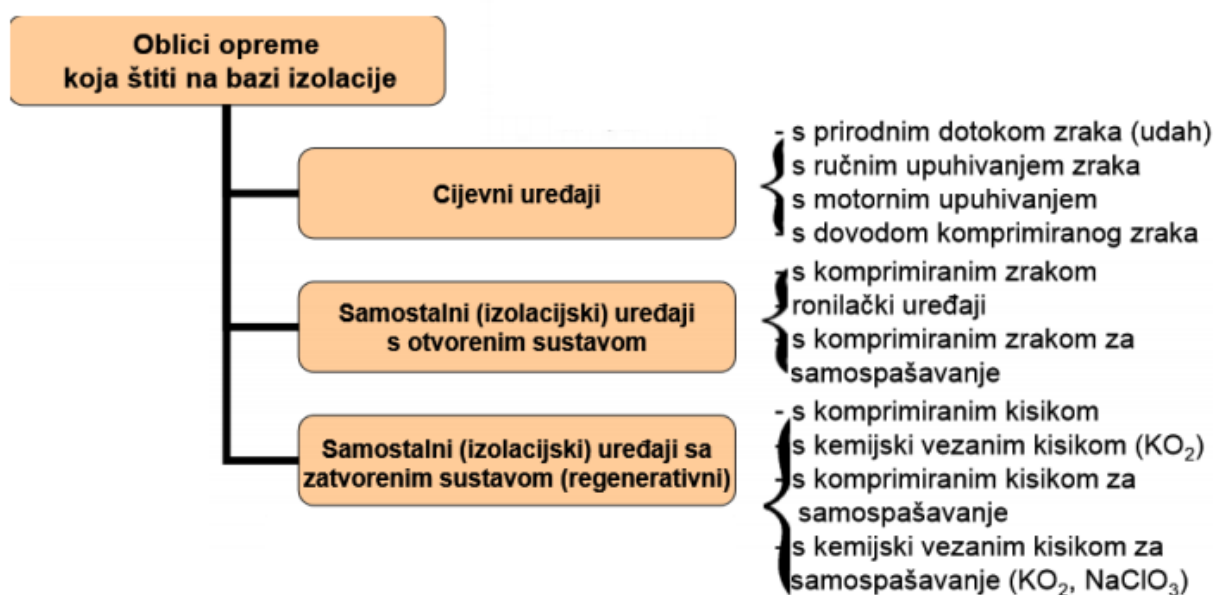 Oblici opreme
koja štiti na bazi izolacije
Cijevni uređaji
- s prirodnim dotokom zraka (udah)
- s ručnim upuhivanjem zraka
- s motornim upuhivanjem
- s dovodom komprimiranog zraka
Samostalni (izolacijski) uređaji
s otvorenim sustavom
- s komprimiranim zrakom
- ronilački uređaji
- s komprimiranim zrakom za
samospašavanje
Samostalni (izolacijski) uređaji sa
zatvorenim sustavom (regenerativni)
- s komprimiranim kisikom
- s kemijski vezanim kisikom (KO₂)
- s komprimiranim kisikom za
samospašavanje
- s kemijski vezanim kisikom za
samospašavanje (KO₂, NaClO₃)